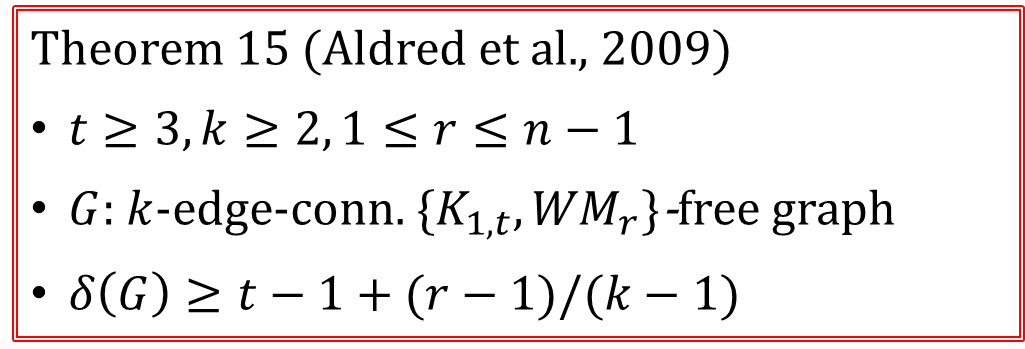 Theorem 15 (Aldred et al., 2009)
• t ≥ 3, k ≥ 2, 1 ≤ r ≤ n − 1
• G: k-edge-conn. {K₁,ₜ, WMᵣ}-free graph
• δ(G) ≥ t − 1 + (r − 1)/(k − 1)